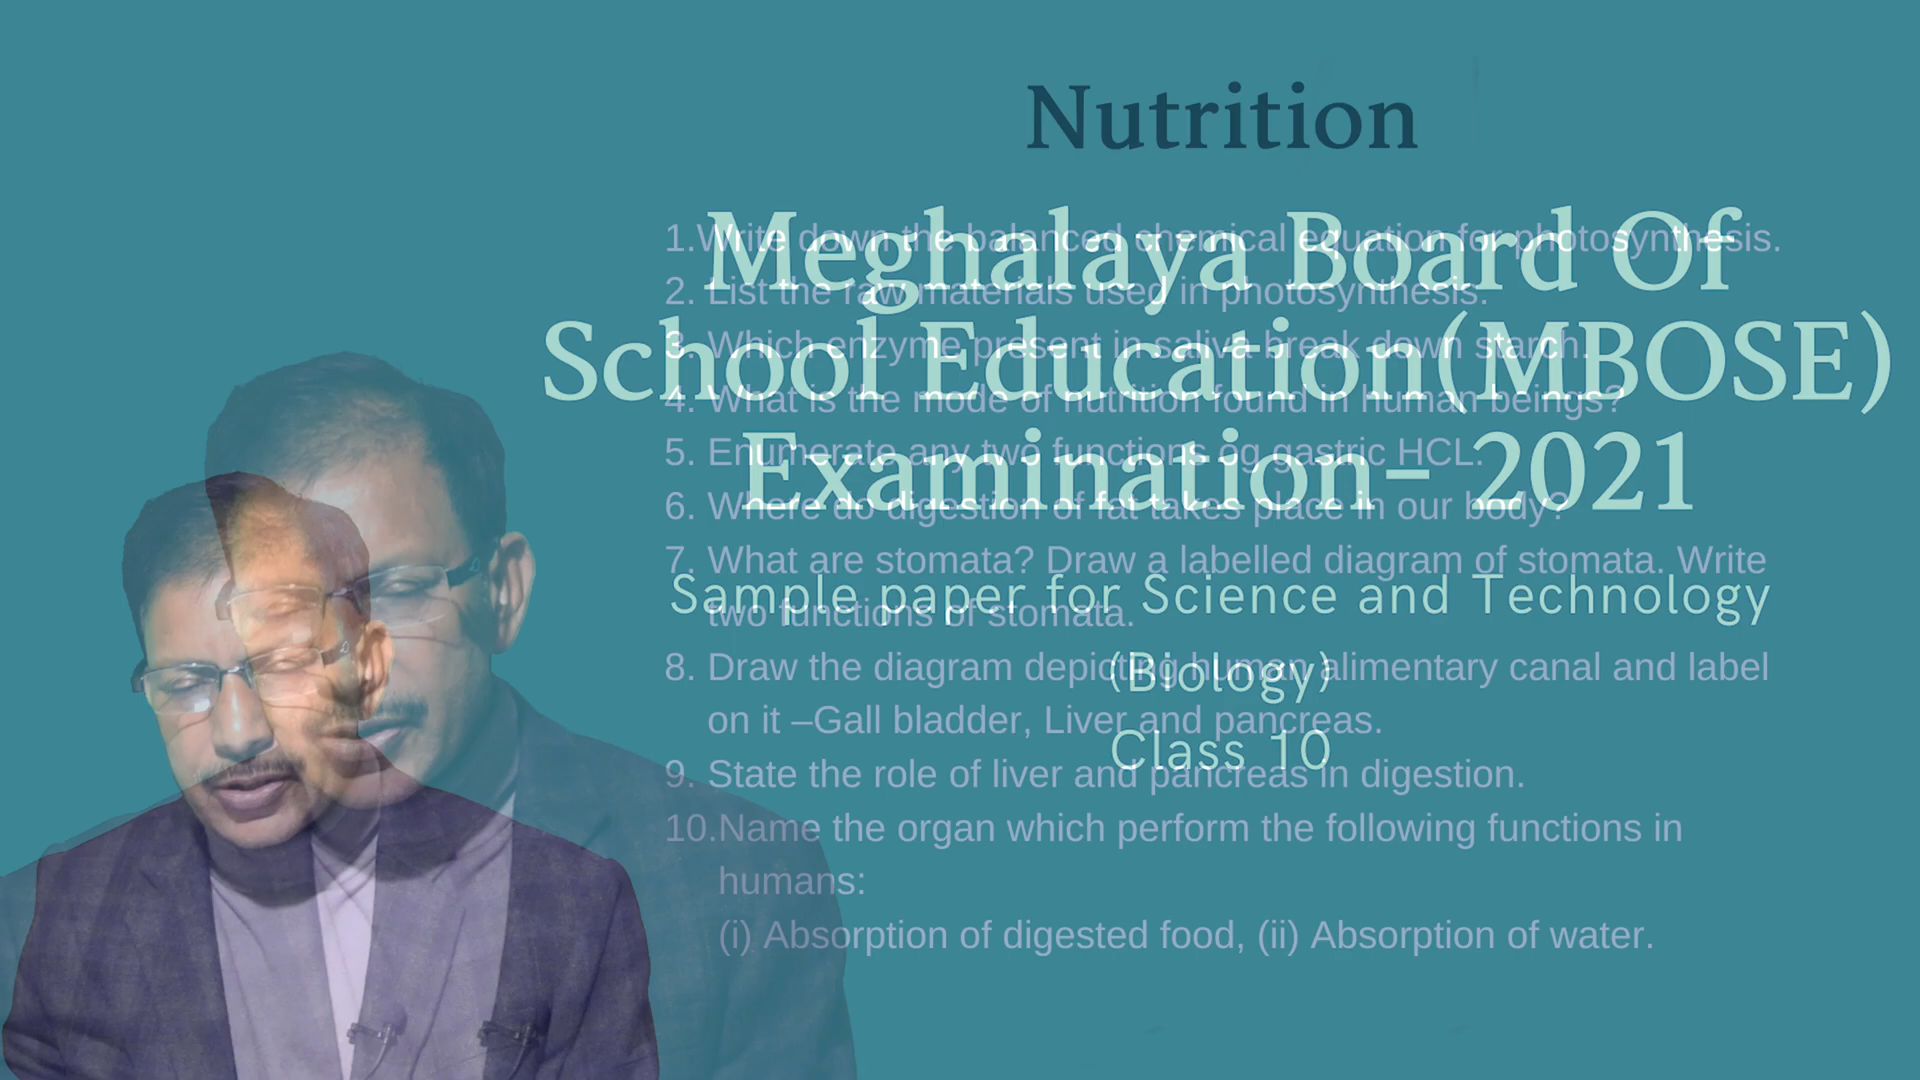 Nutrition
Meghalaya Board Of
School Education(MBOSE)
Examination– 2021
Sample paper for Science and Technology
(Biology)
Class 10
1.Write down the balanced chemical equation for photosynthesis.
2. List the raw materials used in photosynthesis.
3. Which enzyme present in saliva break down starch.
4. What is the mode of nutrition found in human beings?
5. Enumerate any two functions og gastric HCL.
6. Where do digestion of fat takes place in our body?
7. What are stomata? Draw a labelled diagram of stomata. Write
two functions of stomata.
8. Draw the diagram depicting human alimentary canal and label
on it –Gall bladder, Liver and pancreas.
9. State the role of liver and pancreas in digestion.
10.Name the organ which perform the following functions in
humans:
(i) Absorption of digested food, (ii) Absorption of water.